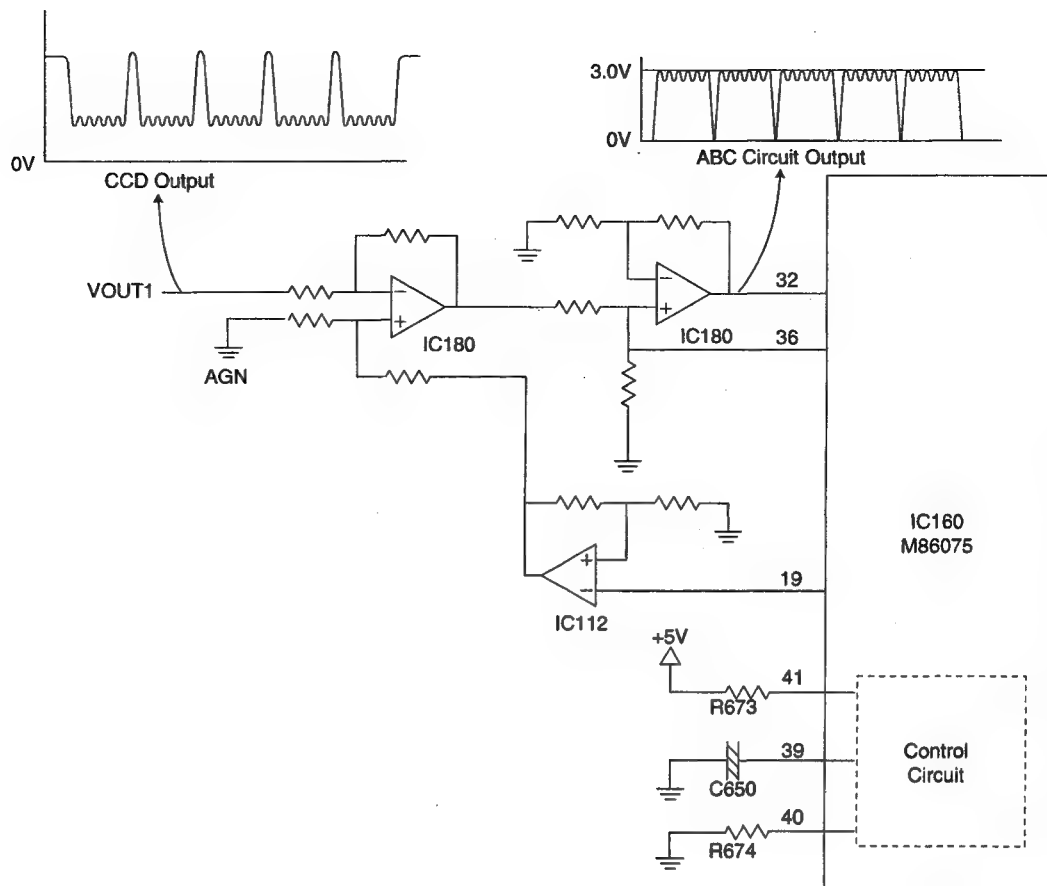 0V
CCD Output
3.0V
0V
ABC Circuit Output
VOUT1
−
+
IC180
AGN
−
+
IC180
32
36
+
−
IC112
19
IC160
M86075
+5V
41
R673
39
C650
40
R674
Control
Circuit